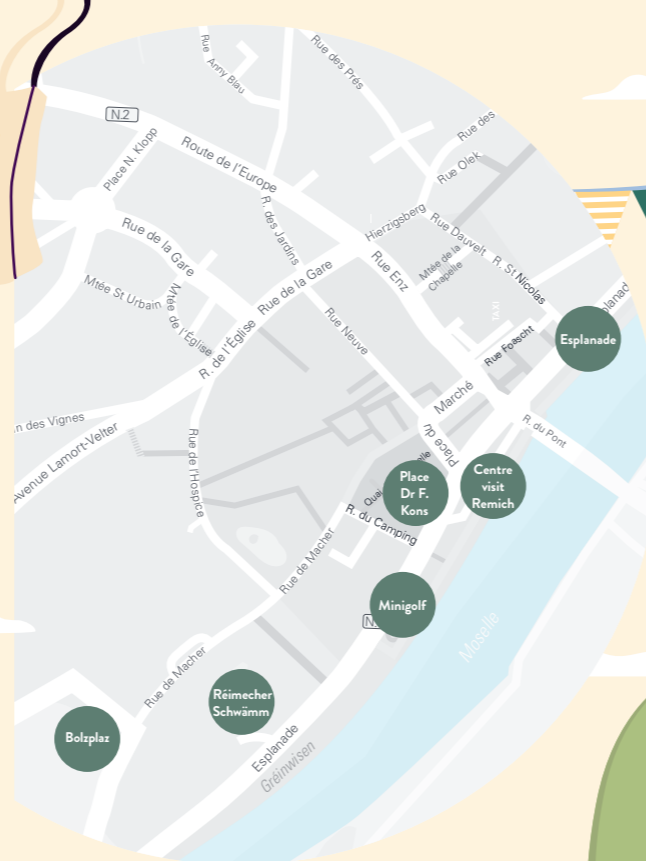 Rue
Anny Blau
Rue des Prés
N.2
Place N. Klopp
Route de l'Europe
Rue des
Rue Olek
Hierzigsberg
Rue Dauvelt
R. St Nicolas
Mtée de la
Chapelle
R. des Jardins
Rue de la Gare
Rue Enz
Rue de la Gare
Mtée St Urbain
Mtée de l'Église
TAXI
Rue Neuve
R. de l'Église
Rue Foascht
Esplanade
Marché
Place du
R. du Pont
n des Vignes
Avenue Lamort-Velter
Rue de l'Hospice
Quai
elle
Place
Dr F.
Kons
Centre
visit
Remich
R. du Camping
Rue de Macher
Minigolf
N.
Moselle
Rue de Macher
Réimecher
Schwämm
Bolzplaz
Esplanade
Gréinwisen